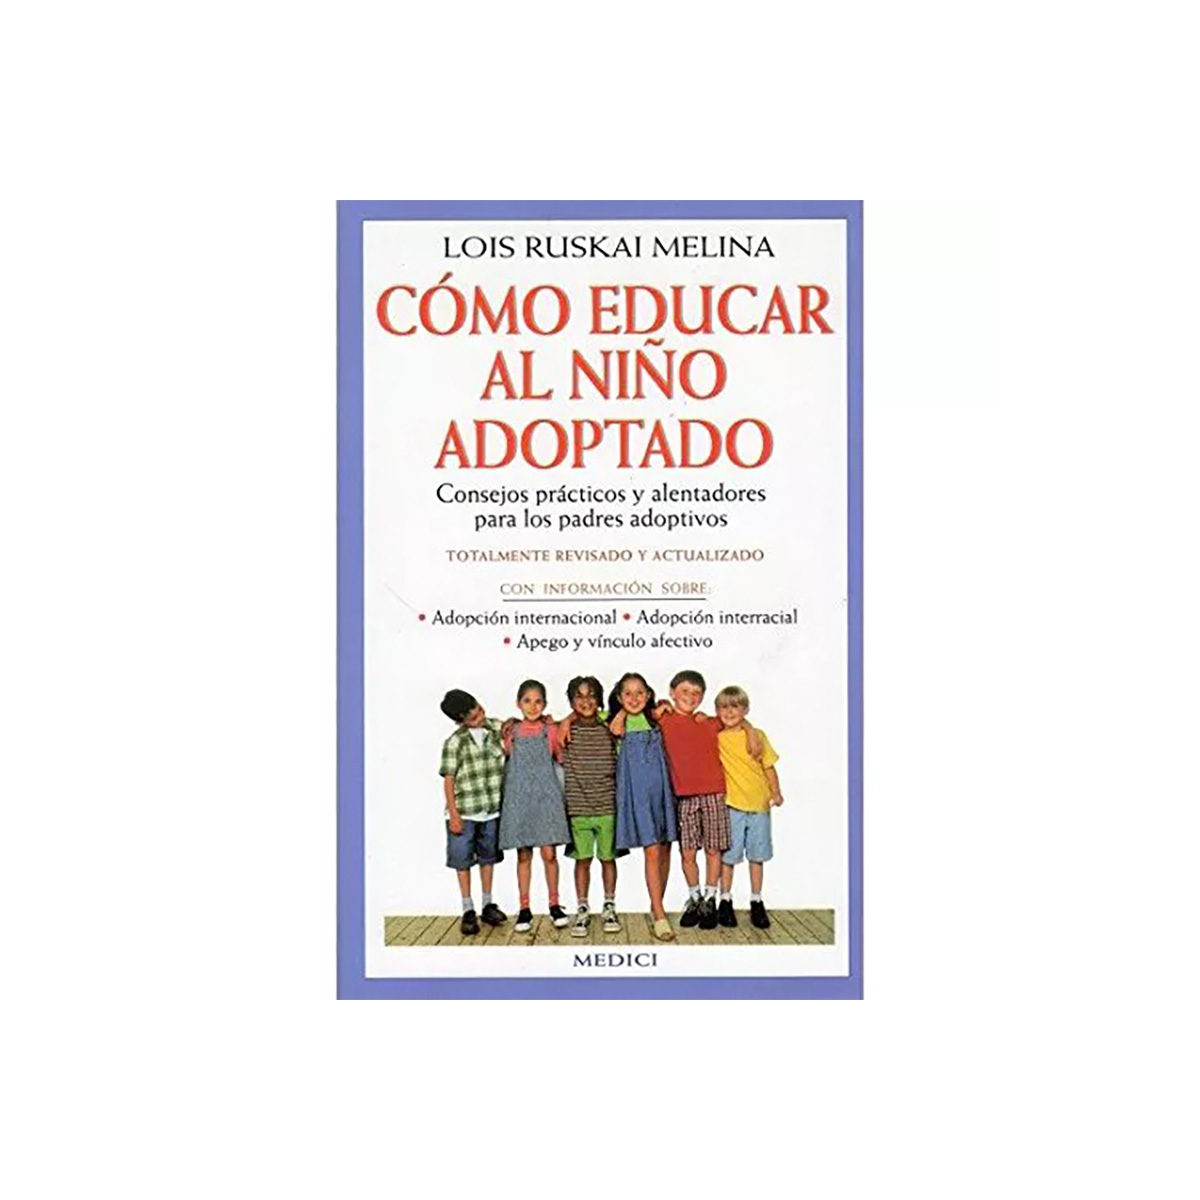 LOIS RUSKAI MELINA
CÓMO EDUCAR
AL NIÑO
ADOPTADO
Consejos prácticos y alentadores
para los padres adoptivos
TOTALMENTE REVISADO Y ACTUALIZADO
CON INFORMACIÓN SOBRE:
• Adopción internacional • Adopción interracial
• Apego y vínculo afectivo
MEDICI